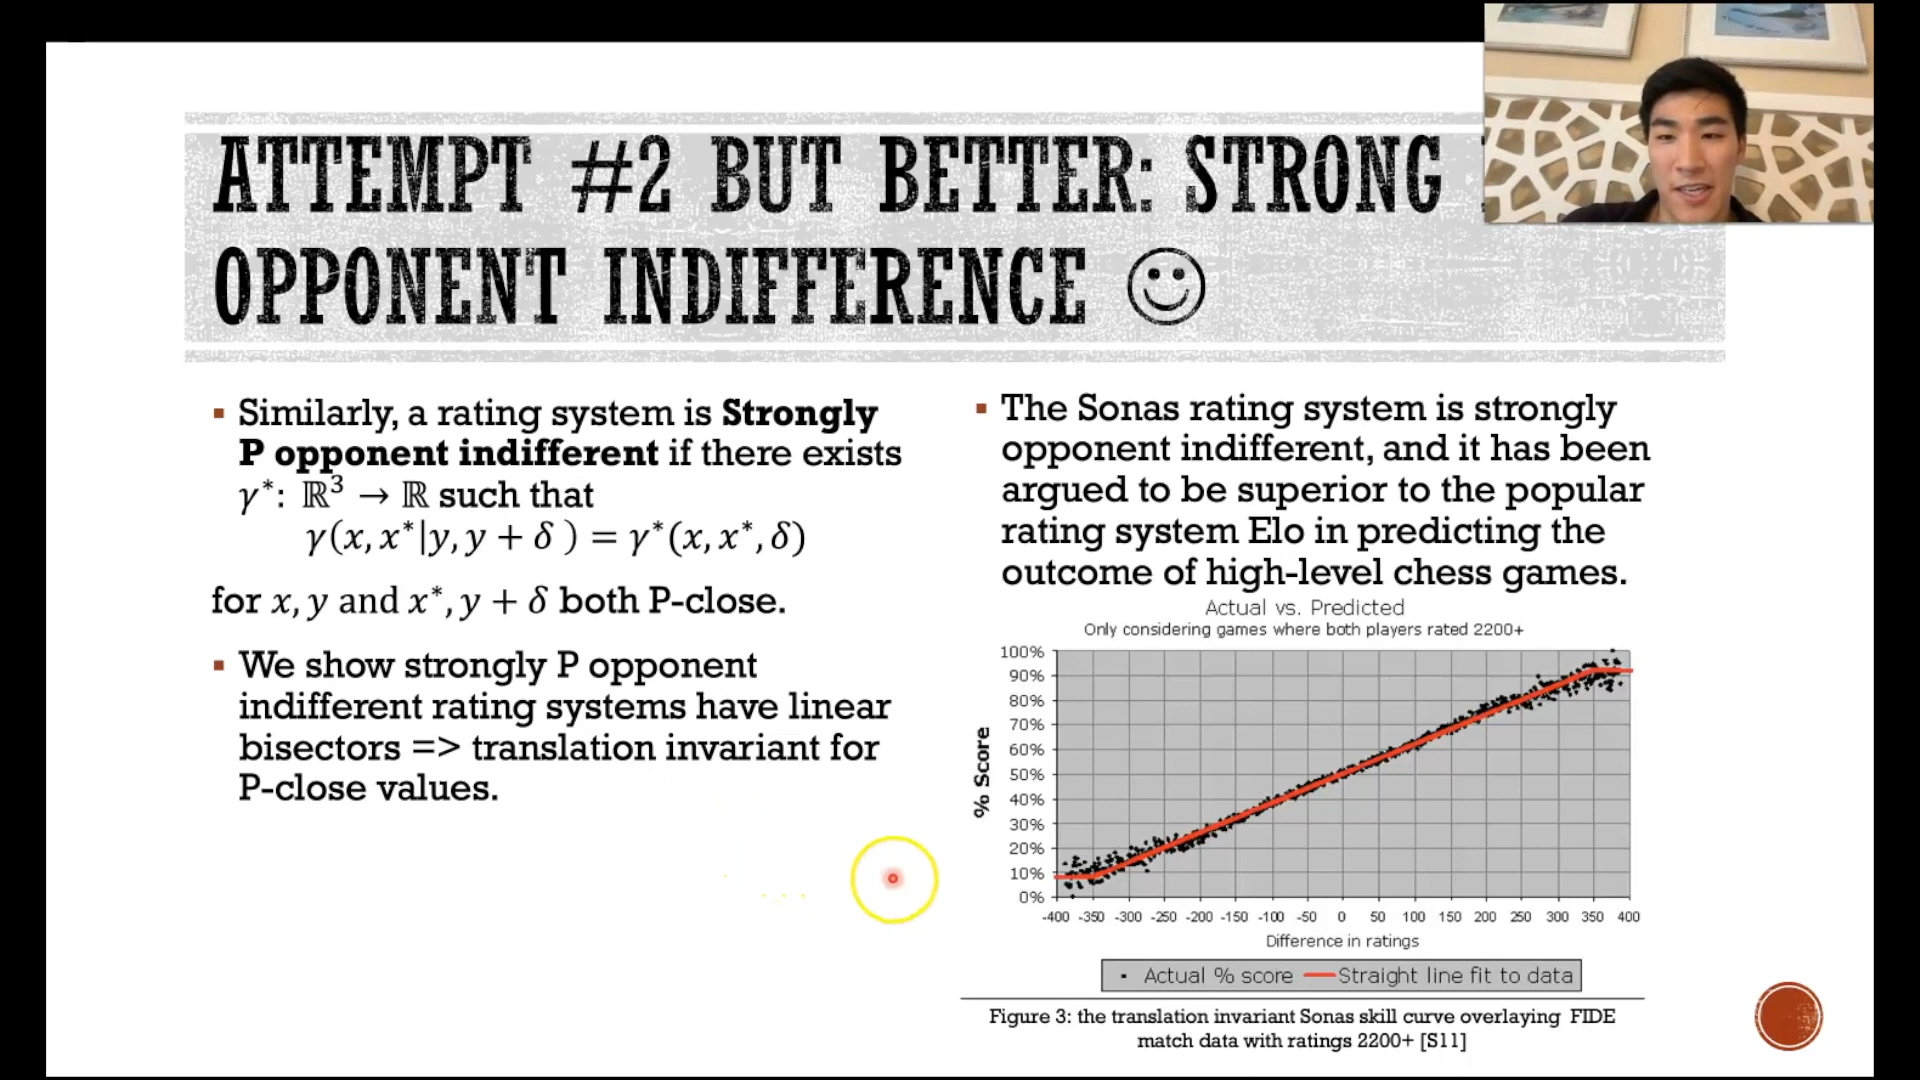 ATTEMPT #2 BUT BETTER: STRONG
OPPONENT INDIFFERENCE ☺
▪ Similarly, a rating system is Strongly
P opponent indifferent if there exists
γ*: ℝ³ → ℝ such that
γ(x, x*|y, y + δ ) = γ*(x, x*, δ)
for x, y and x*, y + δ both P-close.
▪ We show strongly P opponent
indifferent rating systems have linear
bisectors => translation invariant for
P-close values.
▪ The Sonas rating system is strongly
opponent indifferent, and it has been
argued to be superior to the popular
rating system Elo in predicting the
outcome of high-level chess games.
Actual vs. Predicted
Only considering games where both players rated 2200+
% Score
100%
90%
80%
70%
60%
50%
40%
30%
20%
10%
0%
-400 -350 -300 -250 -200 -150 -100 -50 0 50 100 150 200 250 300 350 400
Difference in ratings
Actual % score Straight line fit to data
Figure 3: the translation invariant Sonas skill curve overlaying FIDE
match data with ratings 2200+ [S11]